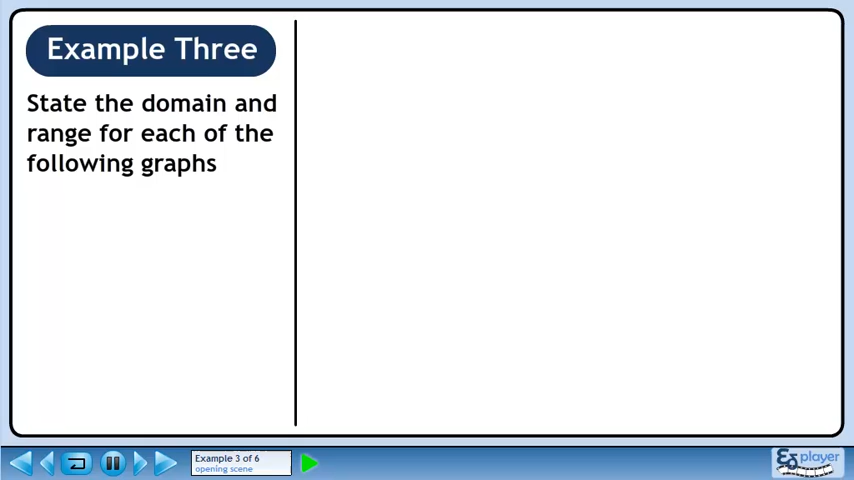 Example Three
State the domain and
range for each of the
following graphs
Example 3 of 6
opening scene
player